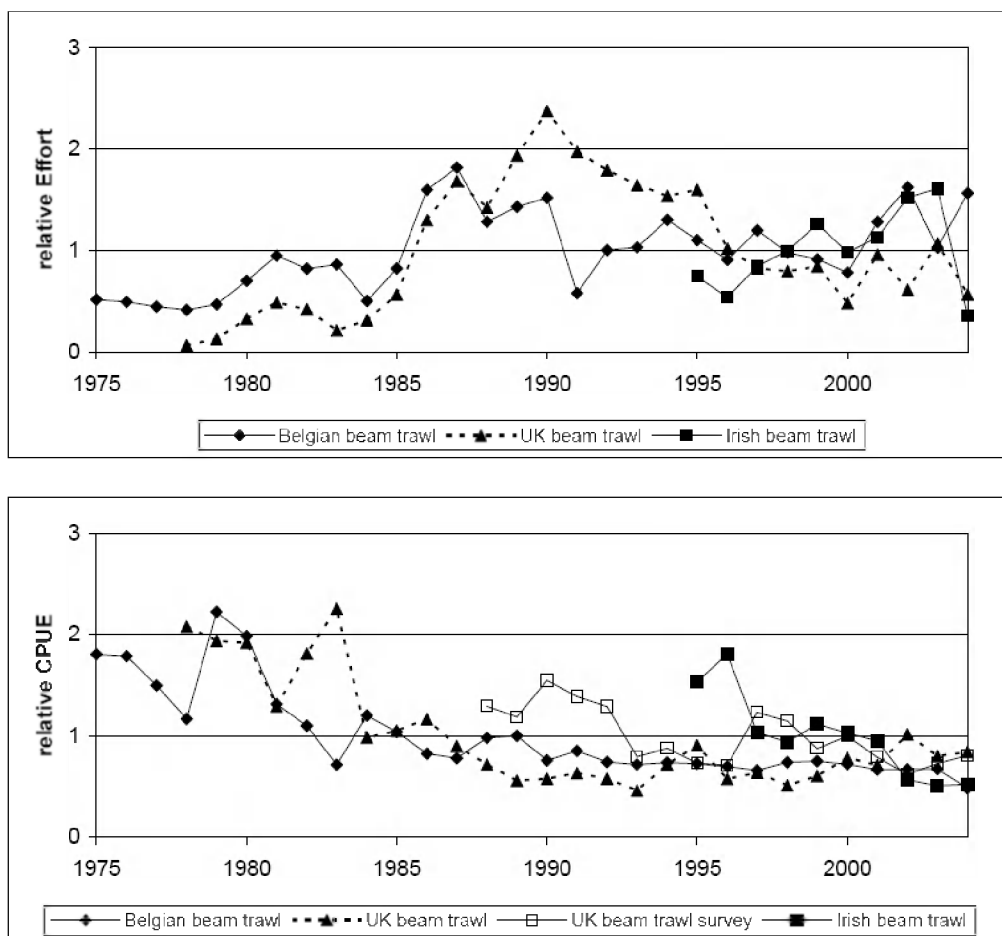 3
2
1
0
relative Effort
1975 1980 1985 1990 1995 2000
Belgian beam trawl UK beam trawl Irish beam trawl
3
2
1
0
relative CPUE
1975 1980 1985 1990 1995 2000
Belgian beam trawl UK beam trawl UK beam trawl survey Irish beam trawl